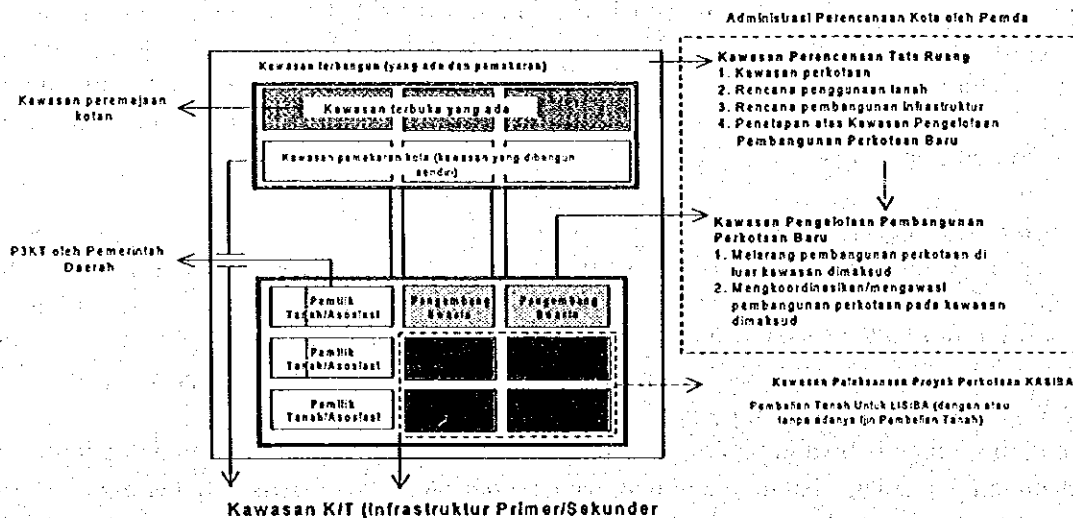 Administrasi Perencanaan Kota oleh Pemda
Kawasan terbangun (yang ada dan pemakaran)
Kawasan peremajaan
kotan
Kawasan terbuka yang ada
Kawasan pemakaran kota (kawasan yang dibangun
sendiri)
Kawasan Perencanaan Tata Ruang
1. Kawasan perkotaan
2. Rencana penggunaan tanah
3. Rencana pembangunan Infrastruktur
4. Penetapan atas Kawasan Pengelolaan
Pembangunan Perkotaan Baru
Kawasan Pengelolaan Pembangunan
Perkotaan Baru
1. Melarang pembangunan perkotaan di
luar kawasan dimaksud
2. Mengkoordinasikan/mengawasi
pembangunan perkotaan pada kawasan
dimaksud
P3KT oleh Pemerintah
Daerah
Pemilik
Tanah/Asosiasi
Pengembang
Swasta
Pengembang
Swasta
Pemilik
Tanah/Asosiasi
Pemilik
Tanah/Asosiasi
Kawasan Pelaksanaan Proyek Perkotaan KASIBA
Pembelian Tanah Untuk LISIBA (dengan atau
tanpa adanya Ijin Pembelian Tanah)
Kawasan K/T (Infrastruktur Primer/Sekunder